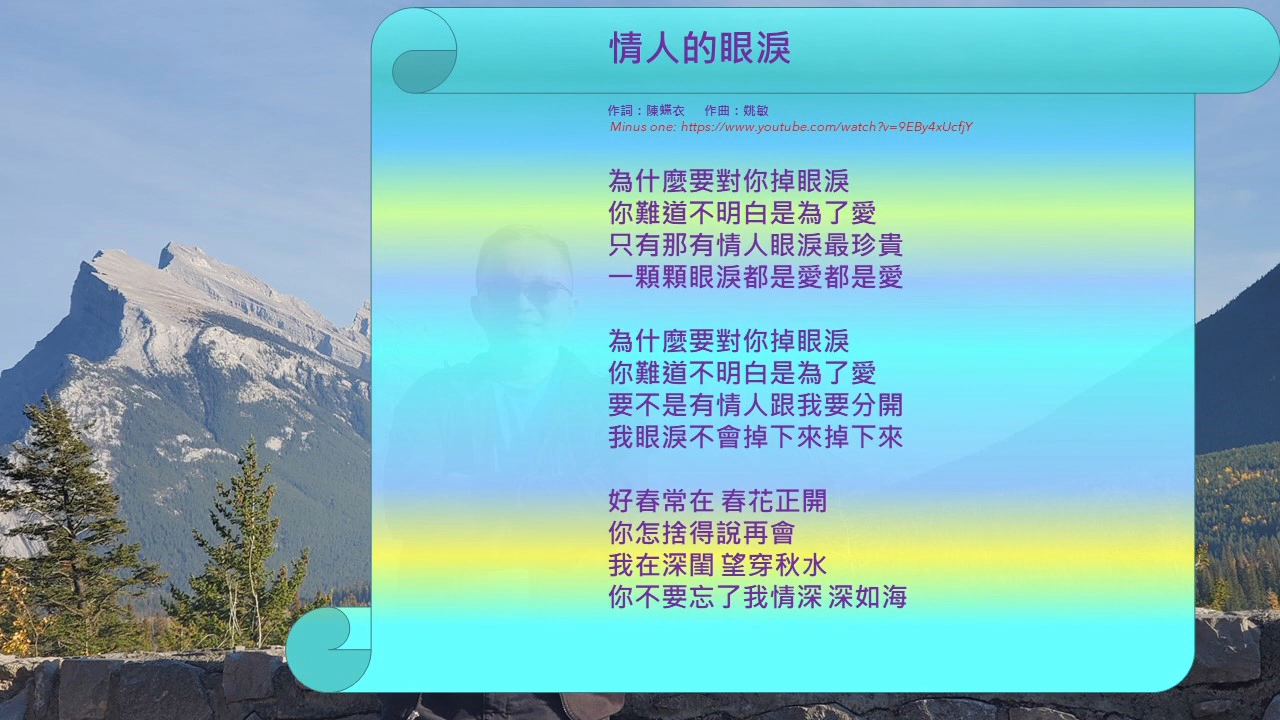 情人的眼淚
作詞：陳蝶衣 作曲：姚敏
Minus one: https://www.youtube.com/watch?v=9EBy4xUcfjY
為什麼要對你掉眼淚
你難道不明白是為了愛
只有那有情人眼淚最珍貴
一顆顆眼淚都是愛都是愛
為什麼要對你掉眼淚
你難道不明白是為了愛
要不是有情人跟我要分開
我眼淚不會掉下來掉下來
好春常在 春花正開
你怎捨得說再會
我在深閨 望穿秋水
你不要忘了我情深 深如海